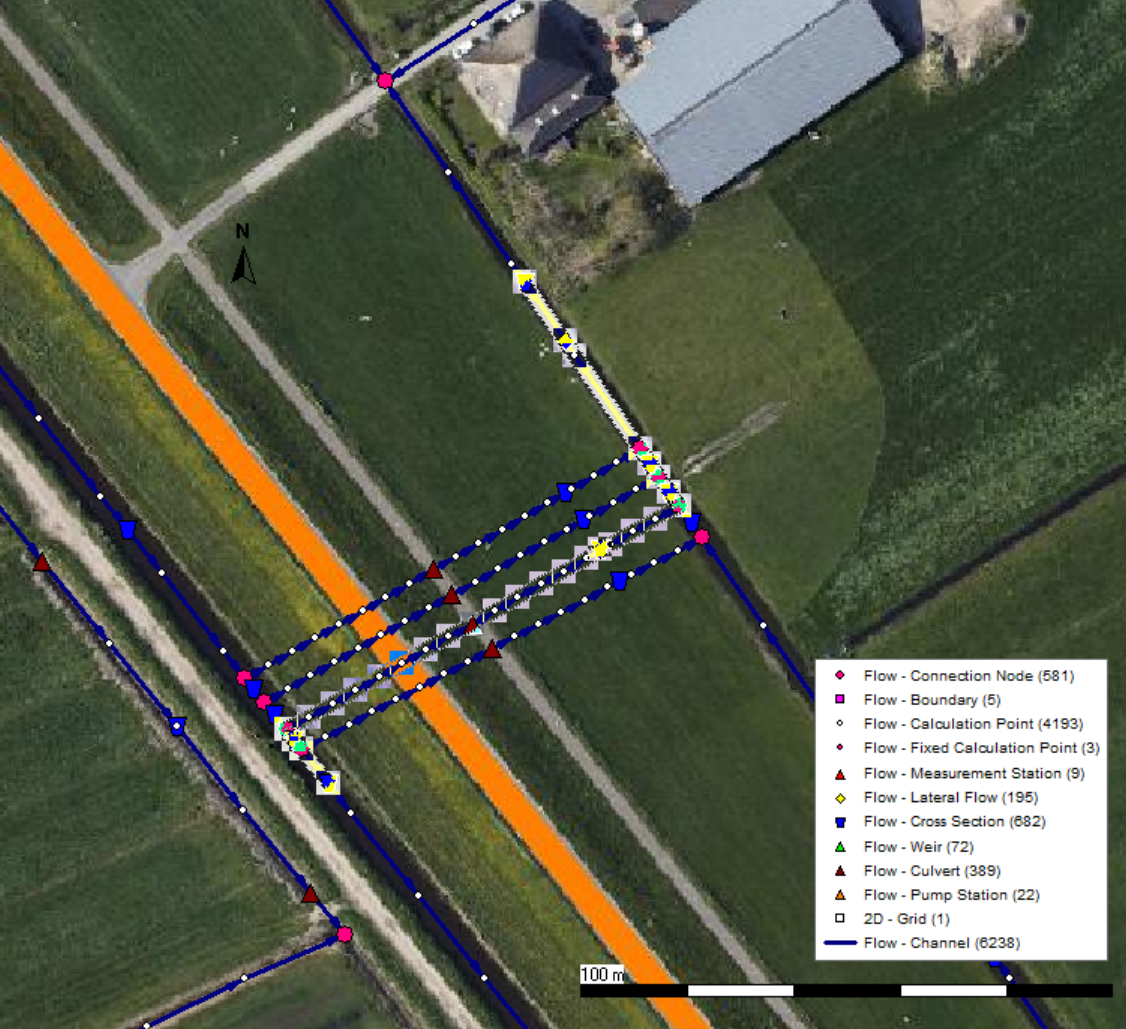 N
Flow - Connection Node (581)
Flow - Boundary (5)
Flow - Calculation Point (4193)
Flow - Fixed Calculation Point (3)
Flow - Measurement Station (9)
Flow - Lateral Flow (195)
Flow - Cross Section (682)
Flow - Weir (72)
Flow - Culvert (389)
Flow - Pump Station (22)
2D - Grid (1)
Flow - Channel (6238)
100 m